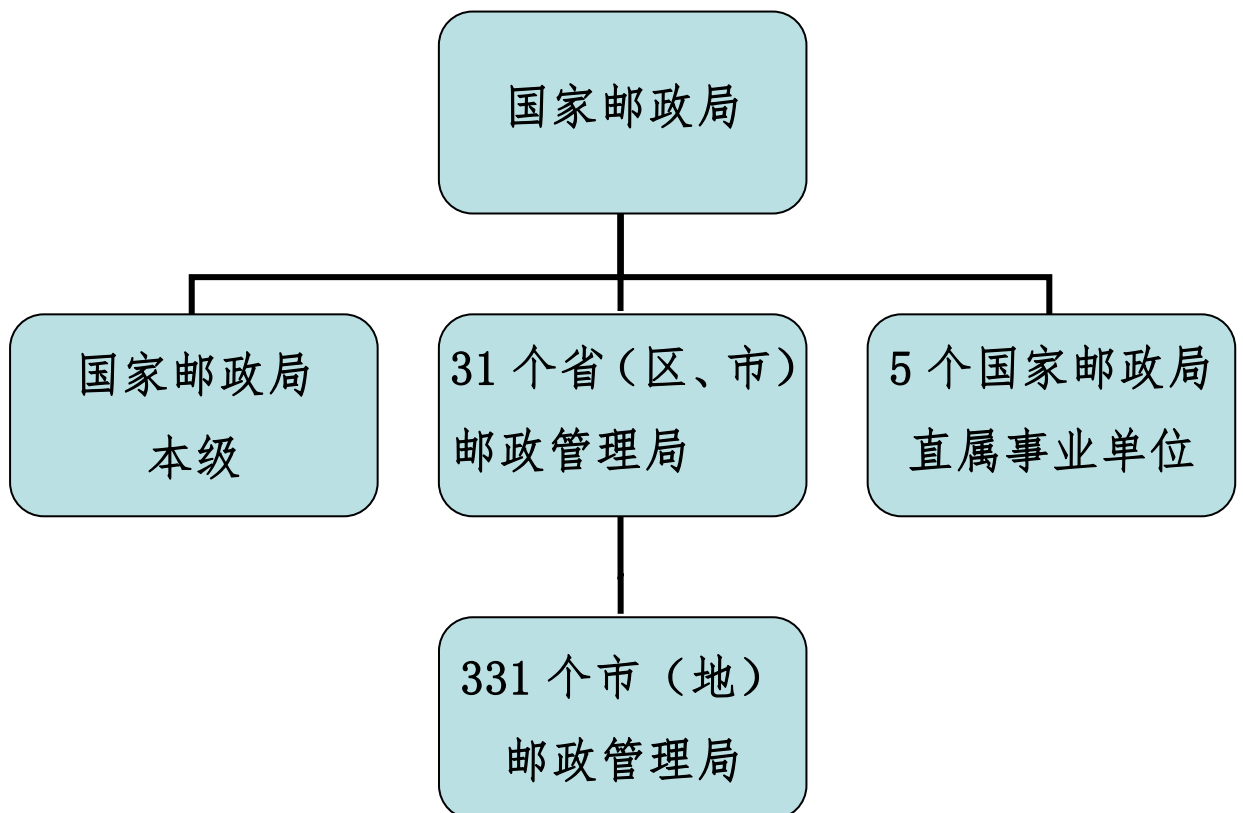 国家邮政局
国家邮政局
本级
31 个省（区、市）
邮政管理局
5 个国家邮政局
直属事业单位
331 个市（地）
邮政管理局